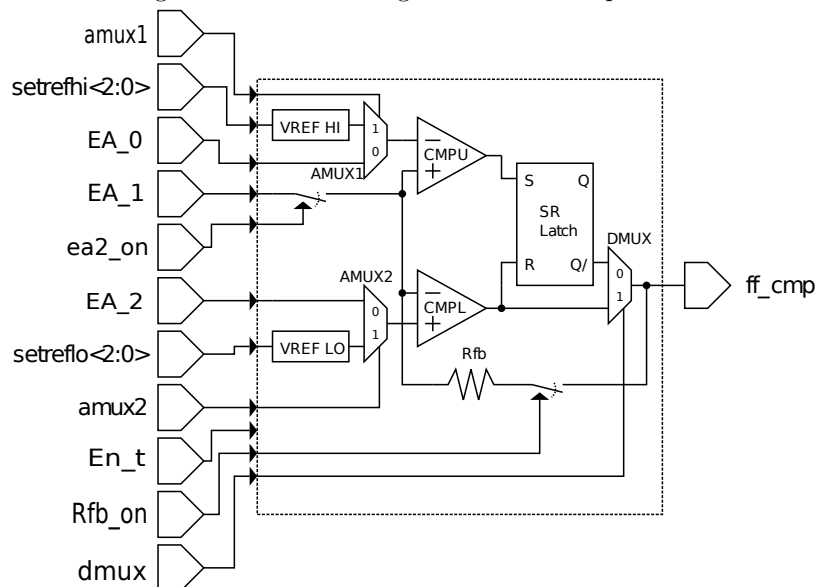 amux1
setrefhi<2:0>
EA_0
EA_1
ea2_on
EA_2
setreflo<2:0>
amux2
En_t
Rfb_on
dmux
VREF HI
1
0
AMUX1
CMPU
S
Q
SR
Latch
R
Q/
DMUX
0
1
ff_cmp
AMUX2
0
1
VREF LO
CMPL
Rfb